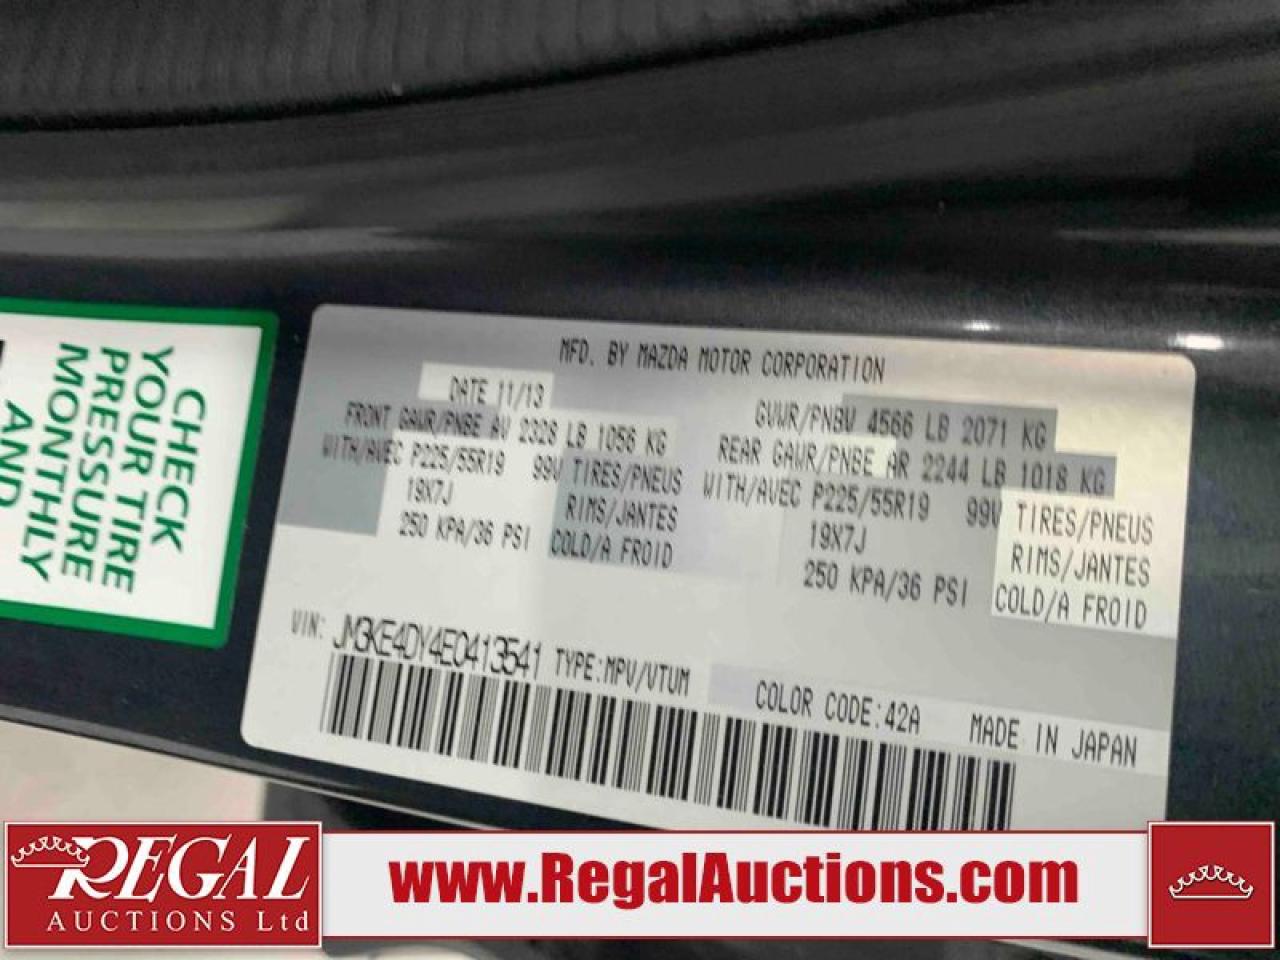 CHECK
YOUR TIRE
PRESSURE
MONTHLY
AND
MFD. BY MAZDA MOTOR CORPORATION
DATE 11/13
GVWR/PNBV 4566 LB 2071 KG
FRONT GAWR/PNBE AV 2328 LB 1056 KG
REAR GAWR/PNBE AR 2244 LB 1018 KG
WITH/AVEC P225/55R19 99V TIRES/PNEUS
WITH/AVEC P225/55R19 99V TIRES/PNEUS
19X7J RIMS/JANTES
19X7J RIMS/JANTES
250 KPA/36 PSI COLD/A FROID
250 KPA/36 PSI COLD/A FROID
VIN: JM3KE4DY4E0413541 TYPE:MPV/VTUM COLOR CODE:42A MADE IN JAPAN
REGAL
AUCTIONS Ltd
www.RegalAuctions.com